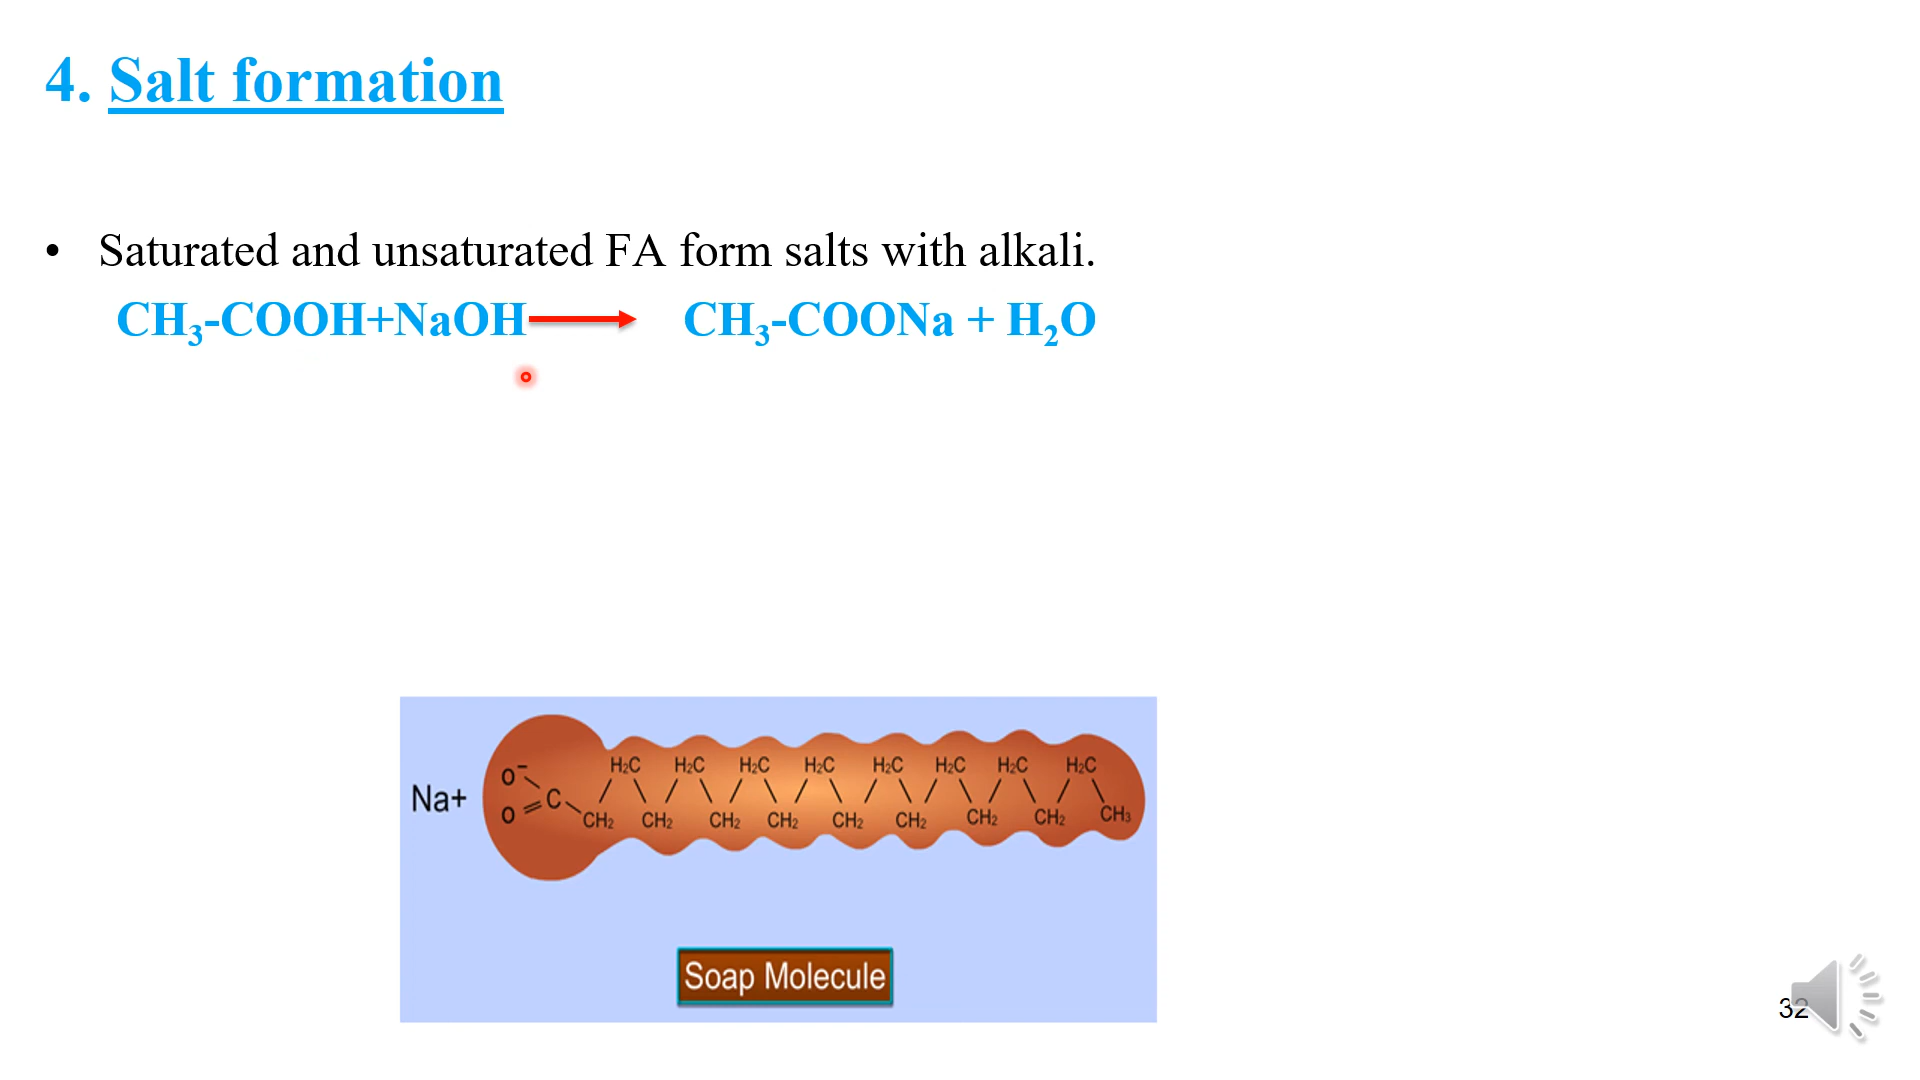 4. Salt formation
• Saturated and unsaturated FA form salts with alkali.
CH₃-COOH+NaOH CH₃-COONa + H₂O
H₂C H₂C H₂C H₂C H₂C H₂C H₂C H₂C
O⁻
Na+ C
O
CH₂ CH₂ CH₂ CH₂ CH₂ CH₂ CH₂ CH₂ CH₃
Soap Molecule
32